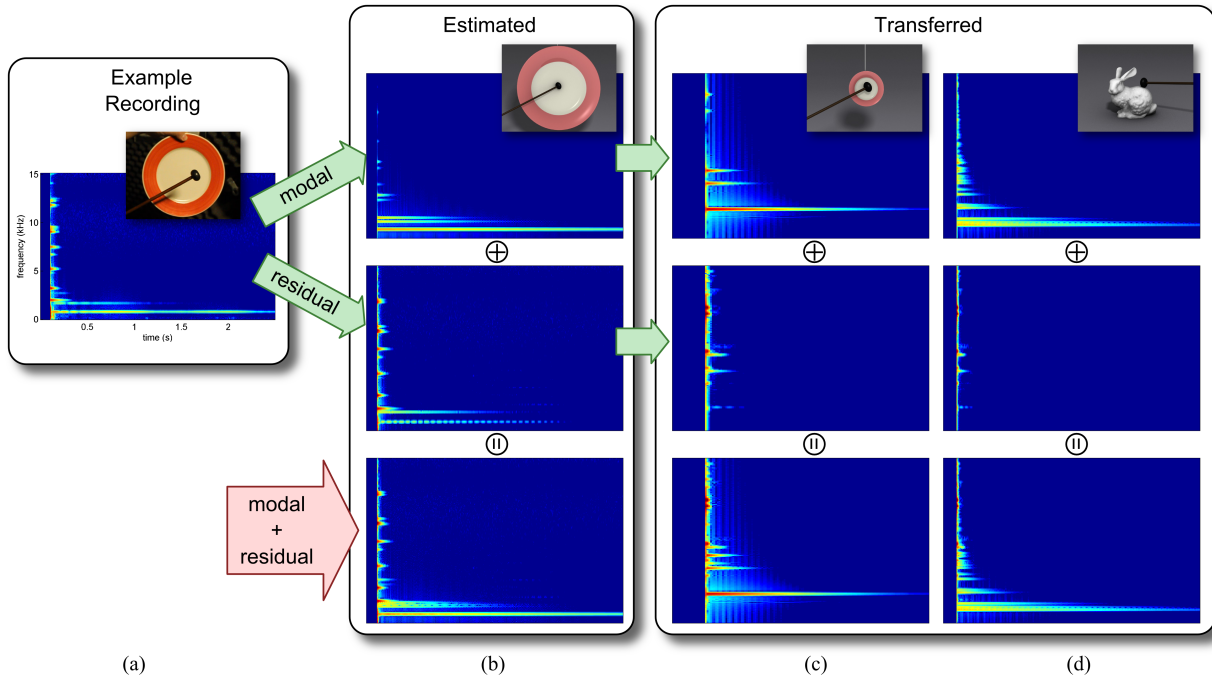 Estimated
Transferred
Example
Recording
15
10
5
0
frequency (kHz)
0.5
1
1.5
2
time (s)
modal
residual
modal
+
residual
(a)
(b)
(c)
(d)